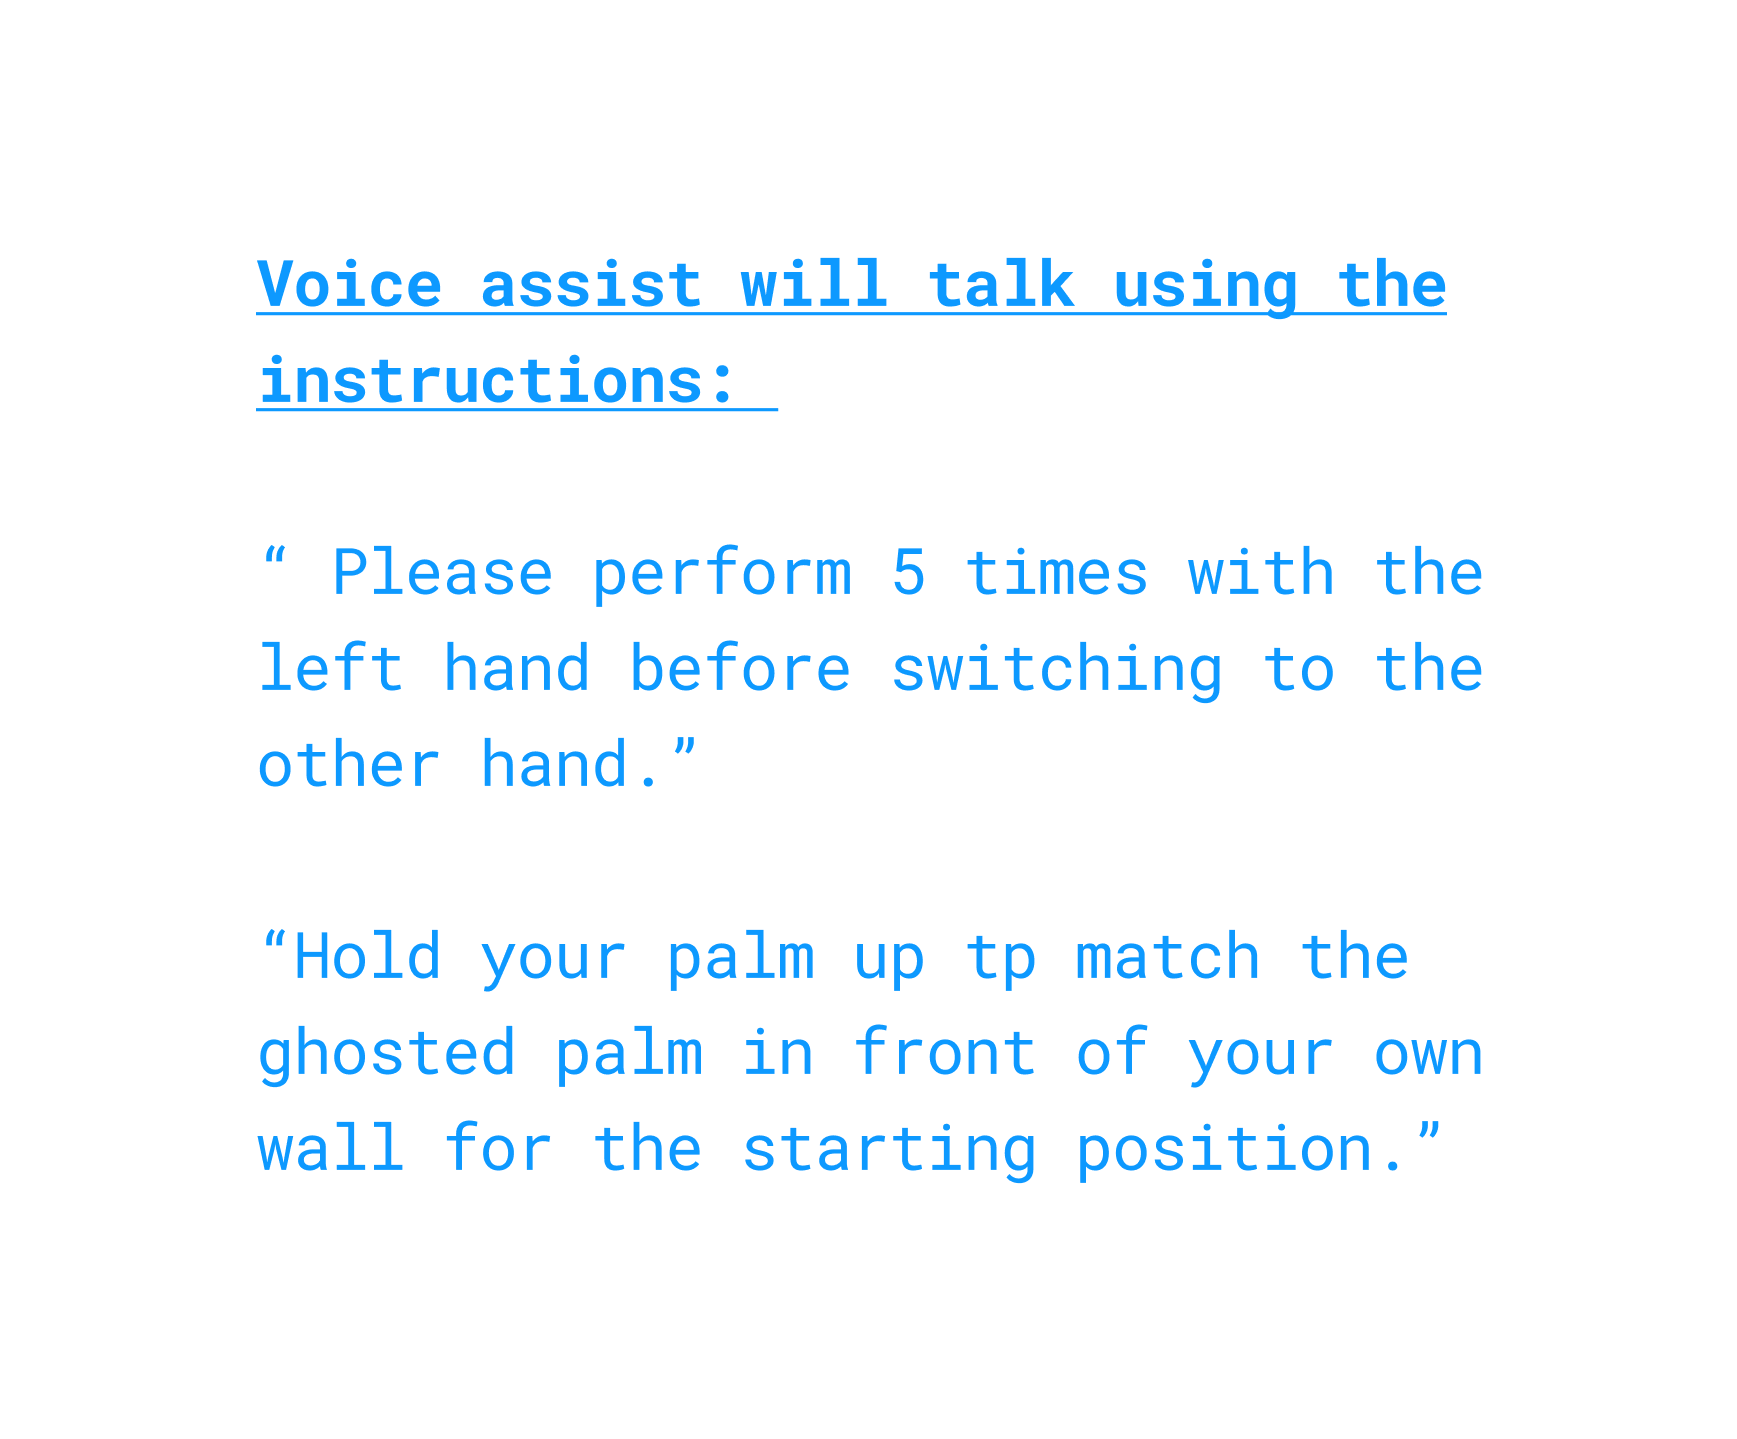 Voice assist will talk using the
instructions:
“ Please perform 5 times with the
left hand before switching to the
other hand.”
“Hold your palm up tp match the
ghosted palm in front of your own
wall for the starting position.”